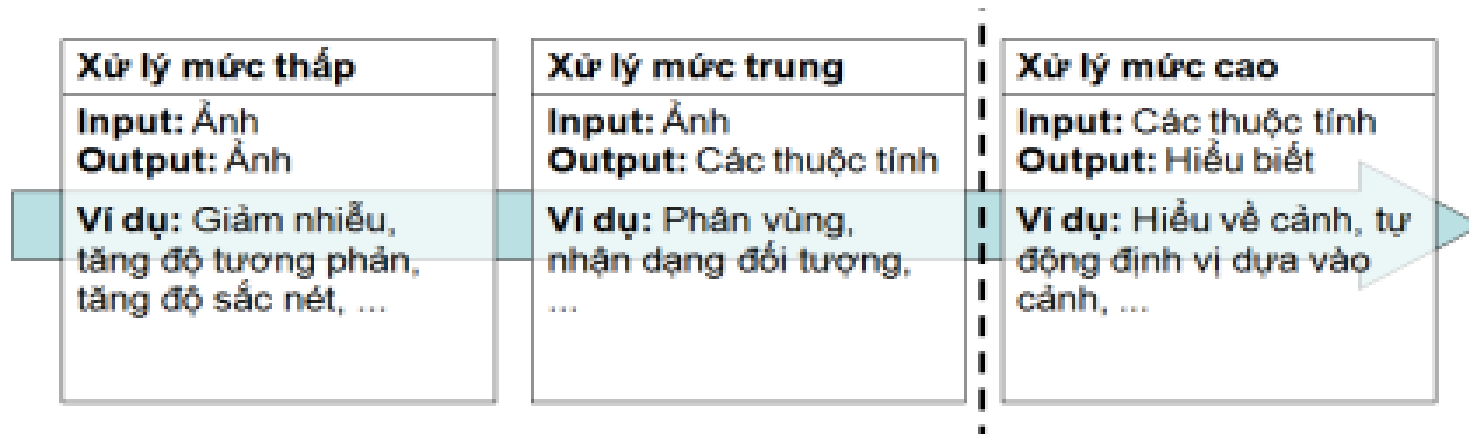 Xử lý mức thấp
Input: Ảnh
Output: Ảnh
Ví dụ: Giảm nhiễu,
tăng độ tương phản,
tăng độ sắc nét, ...
Xử lý mức trung
Input: Ảnh
Output: Các thuộc tính
Ví dụ: Phân vùng,
nhận dạng đối tượng,
...
Xử lý mức cao
Input: Các thuộc tính
Output: Hiểu biết
Ví dụ: Hiểu về cảnh, tự
động định vị dựa vào
cảnh, ...